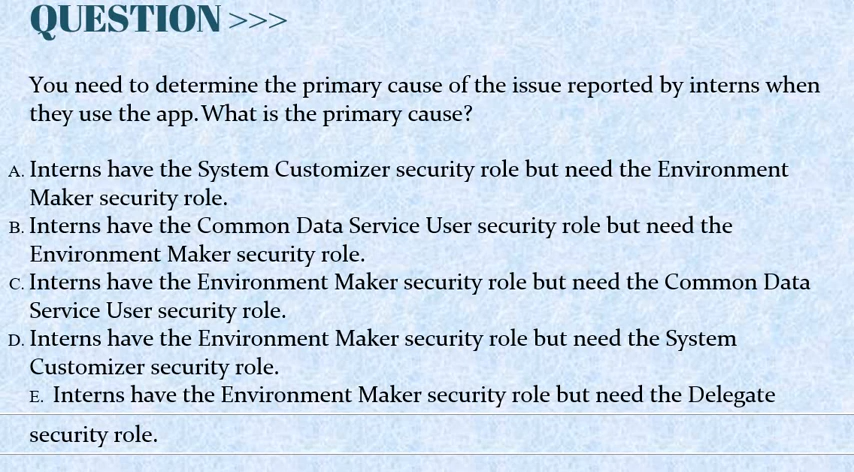 QUESTION >>>
You need to determine the primary cause of the issue reported by interns when
they use the app. What is the primary cause?
A. Interns have the System Customizer security role but need the Environment
Maker security role.
B. Interns have the Common Data Service User security role but need the
Environment Maker security role.
C. Interns have the Environment Maker security role but need the Common Data
Service User security role.
D. Interns have the Environment Maker security role but need the System
Customizer security role.
E. Interns have the Environment Maker security role but need the Delegate
security role.